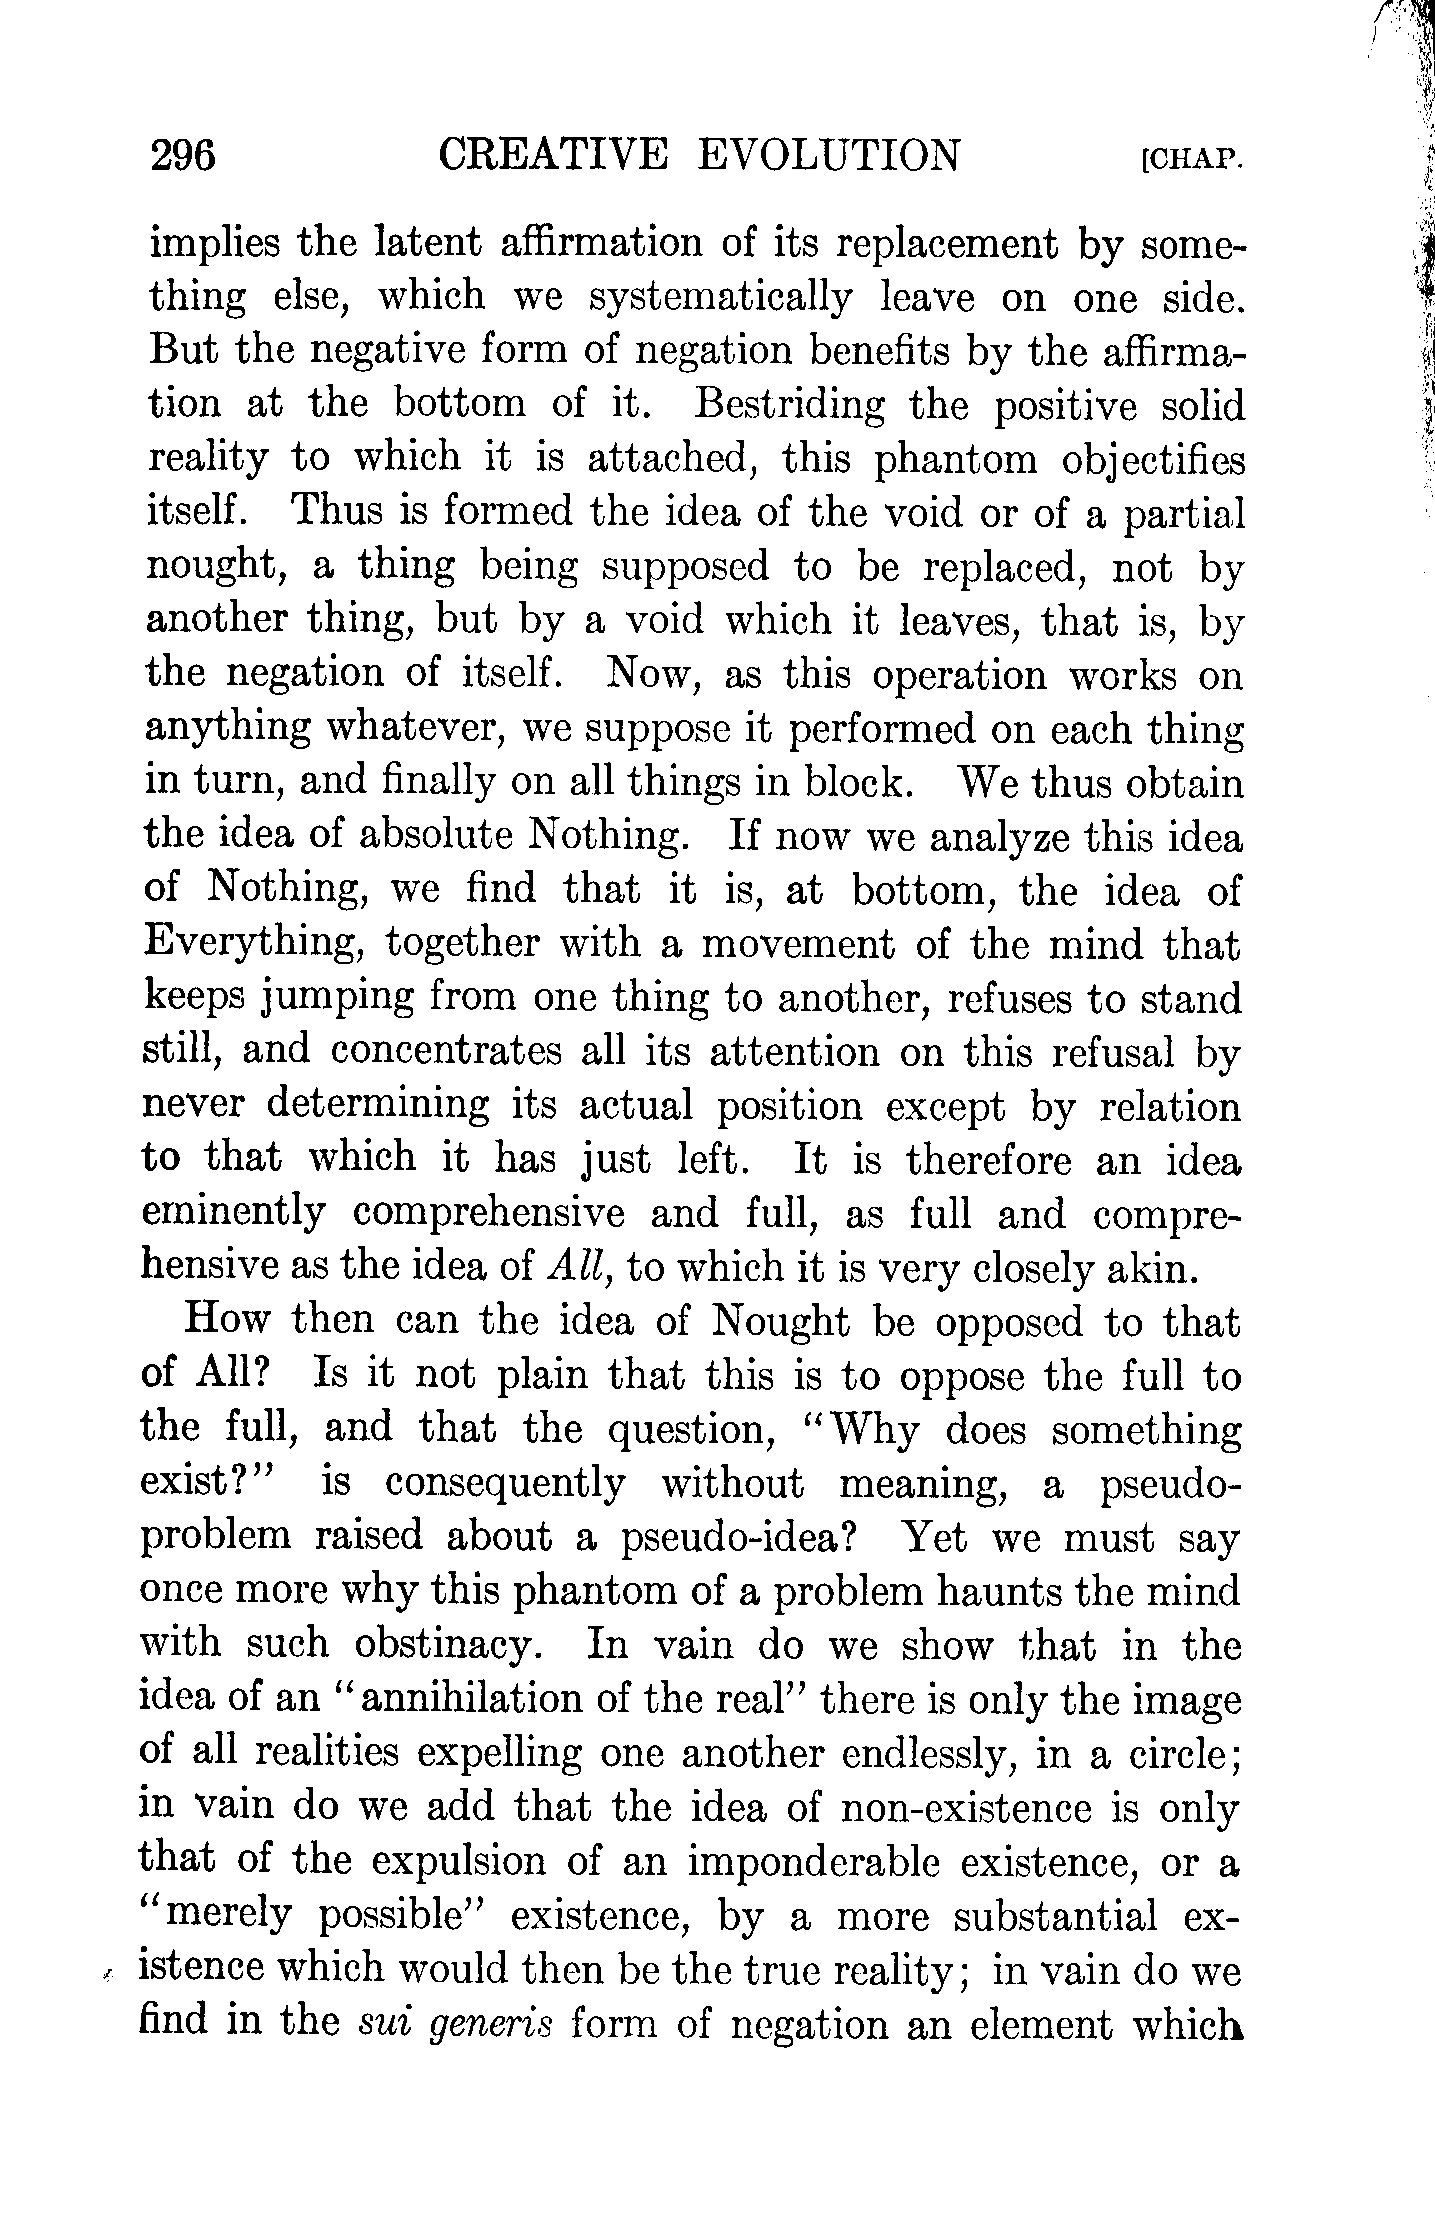 296 CREATIVE EVOLUTION [CHAP.
implies the latent affirmation of its replacement by some-
thing else, which we systematically leave on one side.
But the negative form of negation benefits by the affirma-
tion at the bottom of it. Bestriding the positive solid
reality to which it is attached, this phantom objectifies
itself. Thus is formed the idea of the void or of a partial
nought, a thing being supposed to be replaced, not by
another thing, but by a void which it leaves, that is, by
the negation of itself. Now, as this operation works on
anything whatever, we suppose it performed on each thing
in turn, and finally on all things in block. We thus obtain
the idea of absolute Nothing. If now we analyze this idea
of Nothing, we find that it is, at bottom, the idea of
Everything, together with a movement of the mind that
keeps jumping from one thing to another, refuses to stand
still, and concentrates all its attention on this refusal by
never determining its actual position except by relation
to that which it has just left. It is therefore an idea
eminently comprehensive and full, as full and compre-
hensive as the idea of All, to which it is very closely akin.
How then can the idea of Nought be opposed to that
of All? Is it not plain that this is to oppose the full to
the full, and that the question, "Why does something
exist?" is consequently without meaning, a pseudo-
problem raised about a pseudo-idea? Yet we must say
once more why this phantom of a problem haunts the mind
with such obstinacy. In vain do we show that in the
idea of an "annihilation of the real" there is only the image
of all realities expelling one another endlessly, in a circle;
in vain do we add that the idea of non-existence is only
that of the expulsion of an imponderable existence, or a
"merely possible" existence, by a more substantial ex-
istence which would then be the true reality; in vain do we
find in the sui generis form of negation an element which